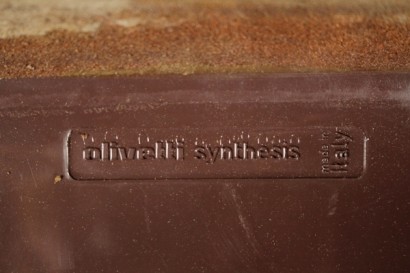 olivetti synthesis
made in
italy